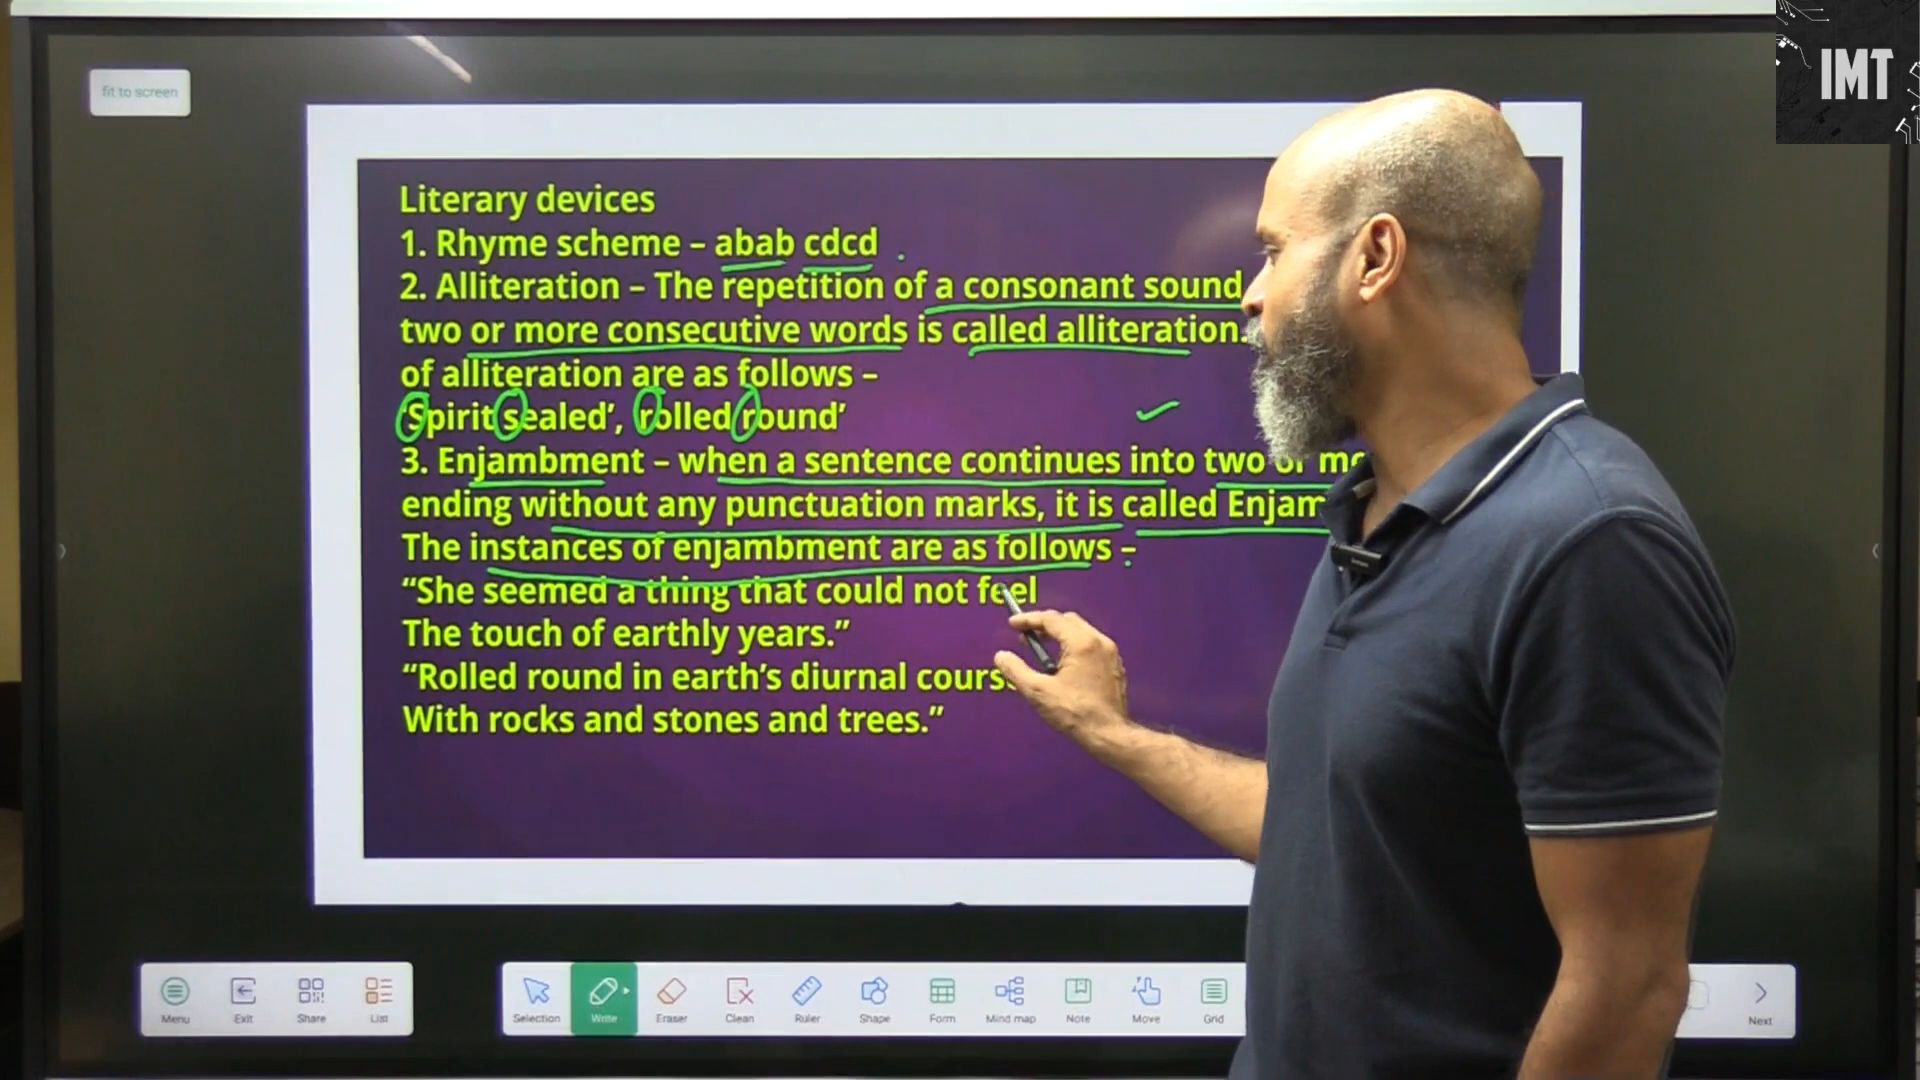 IMT
fit to screen
Literary devices
1. Rhyme scheme – abab cdcd
2. Alliteration – The repetition of a consonant sound
two or more consecutive words is called alliteration.
of alliteration are as follows –
‘Spirit sealed’, rolled round’
3. Enjambment – when a sentence continues into two or
ending without any punctuation marks, it is called
The instances of enjambment are as follows –
“She seemed a thing that could not feel
The touch of earthly years.”
“Rolled round in earth’s diurnal
With rocks and stones and trees.”
Menu Exit Share List Selection Write Eraser Clean Ruler Shape Form Mind map Note Move Grid Next